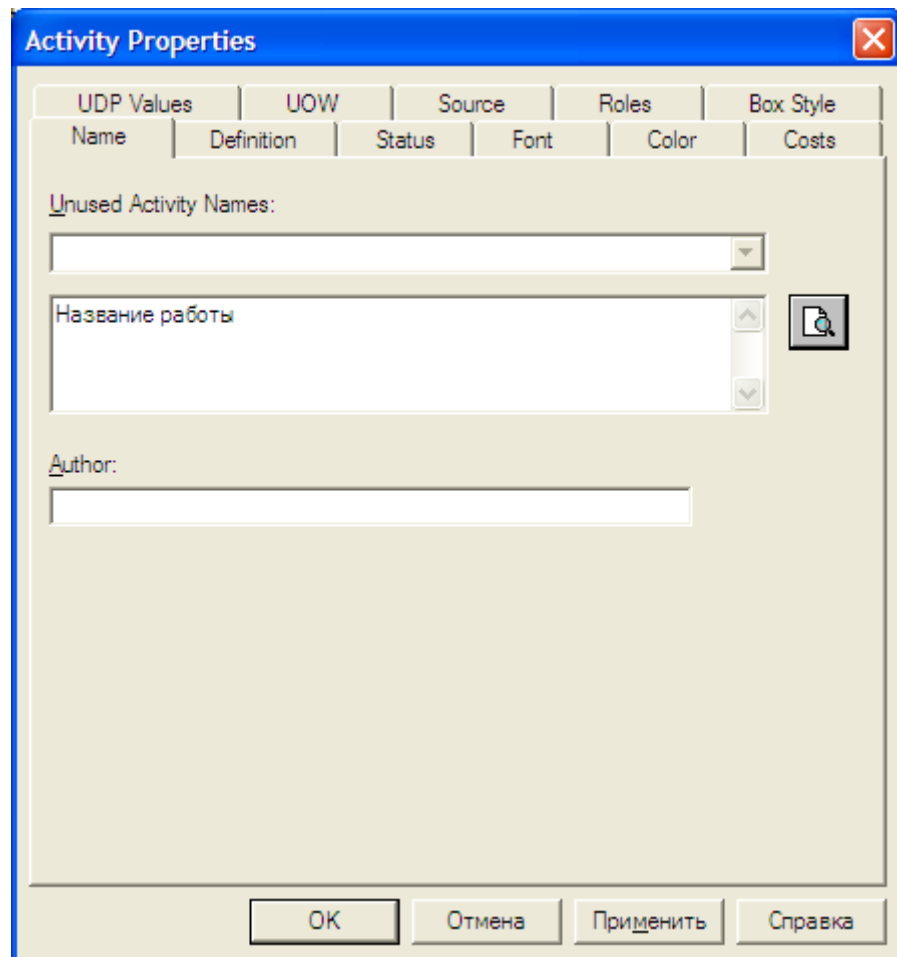 Activity Properties
UDP Values UOW Source Roles Box Style
Name Definition Status Font Color Costs
Unused Activity Names:
Название работы
Author:
OK Отмена Применить Справка